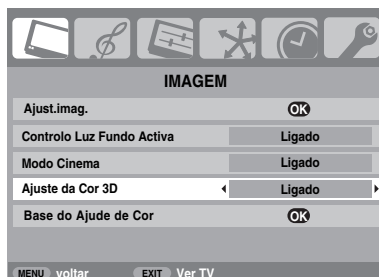 IMAGEM
Ajust.imag. OK
Controlo Luz Fundo Activa Ligado
Modo Cinema Ligado
Ajuste da Cor 3D Ligado
Base do Ajude de Cor OK
MENU voltar EXIT Ver TV